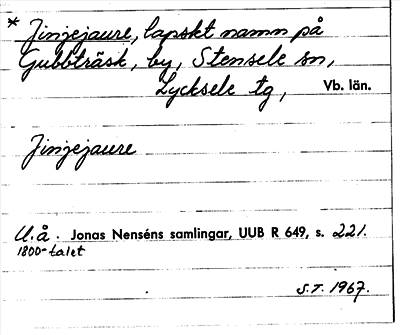 * Jinjejaure, lapskt namn på
Gubbträsk, by, Stensele sn,
Lycksele tg, Vb. län.
Jinjejaure
U.å. Jonas Nenséns samlingar, UUB R 649, s. 221.
1800-talet
S.T. 1967.